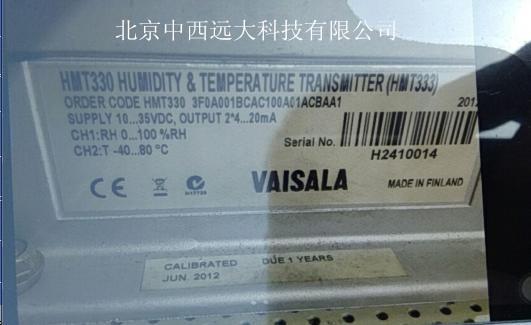 北京中西远大科技有限公司
HMT330 HUMIDITY & TEMPERATURE TRANSMITTER (HMT333)
ORDER CODE HMT330 3F0A001BCAC100A01ACBAA1 2012
SUPPLY 10...35VDC, OUTPUT 2*4...20mA
CH1:RH 0...100 %RH
Serial No.
CH2:T -40...80 °C
H2410014
CE
VAISALA
MADE IN FINLAND
CALIBRATED DUE 1 YEARS
JUN. 2012